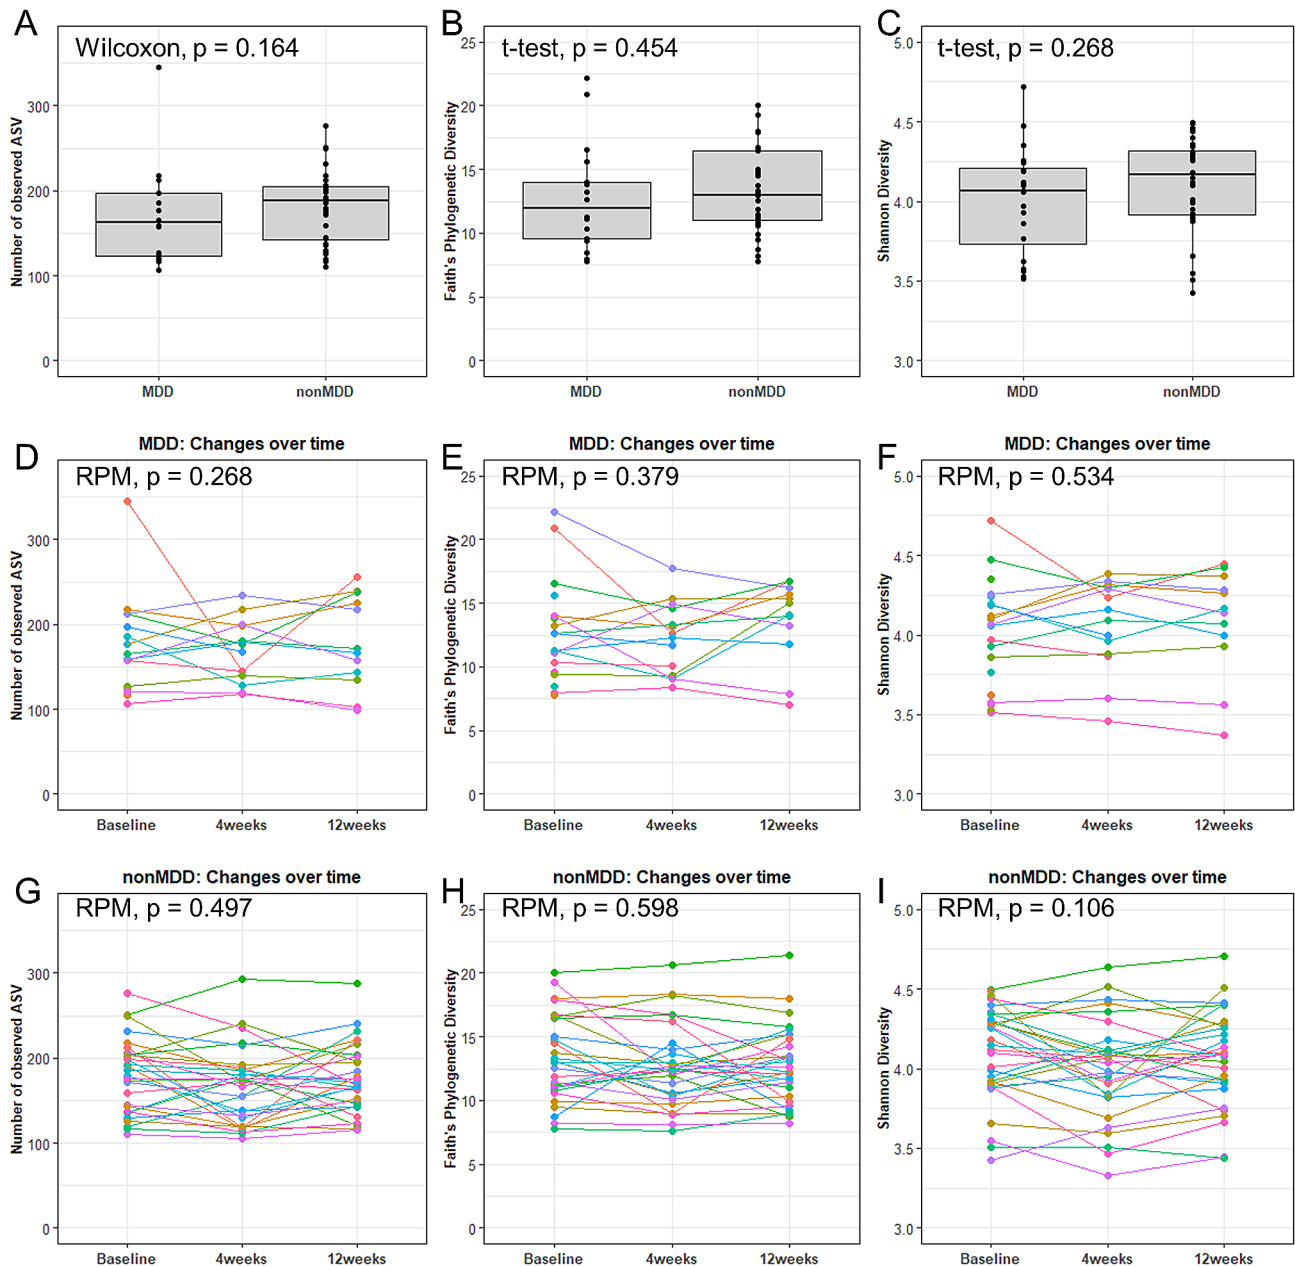 A
Wilcoxon, p = 0.164
Number of observed ASV
300
200
100
0
MDD
nonMDD
B
t-test, p = 0.454
Faith's Phylogenetic Diversity
25
20
15
10
5
0
MDD
nonMDD
C
t-test, p = 0.268
Shannon Diversity
5.0
4.5
4.0
3.5
3.0
MDD
nonMDD
D
MDD: Changes over time
RPM, p = 0.268
Number of observed ASV
300
200
100
0
Baseline
4weeks
12weeks
E
MDD: Changes over time
RPM, p = 0.379
Faith's Phylogenetic Diversity
25
20
15
10
5
0
Baseline
4weeks
12weeks
F
MDD: Changes over time
RPM, p = 0.534
Shannon Diversity
5.0
4.5
4.0
3.5
3.0
Baseline
4weeks
12weeks
G
nonMDD: Changes over time
RPM, p = 0.497
Number of observed ASV
300
200
100
0
Baseline
4weeks
12weeks
H
nonMDD: Changes over time
RPM, p = 0.598
Faith's Phylogenetic Diversity
25
20
15
10
5
0
Baseline
4weeks
12weeks
I
nonMDD: Changes over time
RPM, p = 0.106
Shannon Diversity
5.0
4.5
4.0
3.5
3.0
Baseline
4weeks
12weeks